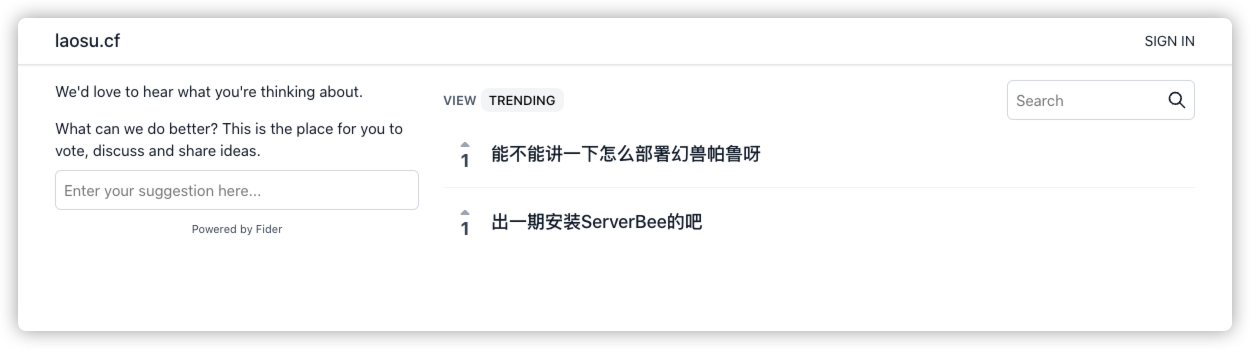 laosu.cf
SIGN IN
We'd love to hear what you're thinking about.
What can we do better? This is the place for you to
vote, discuss and share ideas.
Enter your suggestion here...
Powered by Fider
VIEW TRENDING
Search
1 能不能讲一下怎么部署幻兽帕鲁呀
1 出一期安装ServerBee的吧